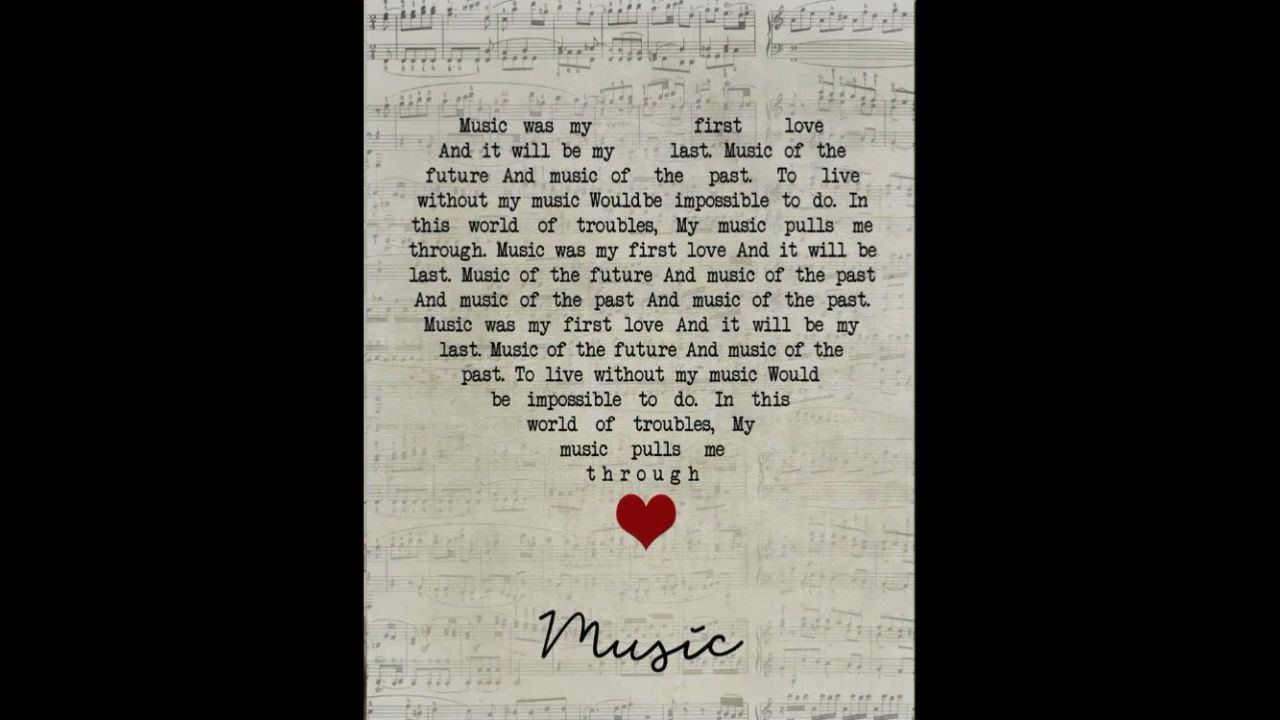 Music was my first love
And it will be my last. Music of the
future And music of the past. To live
without my music Wouldbe impossible to do. In
this world of troubles, My music pulls me
through. Music was my first love And it will be
last. Music of the future And music of the past
And music of the past And music of the past.
Music was my first love And it will be my
last. Music of the future And music of the
past. To live without my music Would
be impossible to do. In this
world of troubles, My
music pulls me
through
Music